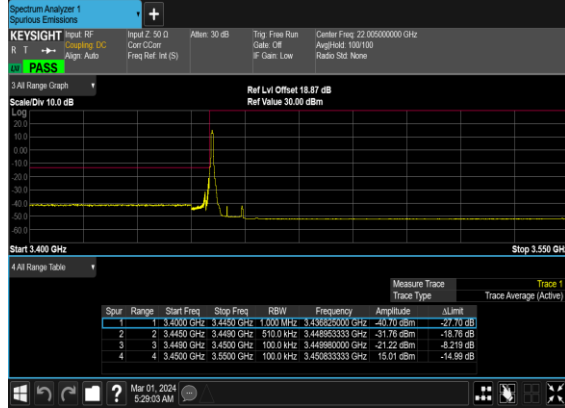 Spectrum Analyzer 1
Spurious Emissions
+
KEYSIGHT Input: RF Input Z: 50 Ω Atten: 30 dB Trig: Free Run Center Freq: 22.005000000 GHz
R T Coupling: DC Corr CCorr Gate: Off Avg|Hold: 100/100
Align: Auto Freq Ref: Int (S) IF Gain: Low Radio Std: None
PASS
3 All Range Graph
Ref Lvl Offset 18.87 dB
Scale/Div 10.0 dB Ref Value 30.00 dBm
Log
20.0
10.0
0.00
-10.0
-20.0
-30.0
-40.0
-50.0
-60.0
Start 3.400 GHz Stop 3.550 GH
4 All Range Table
Measure Trace Trace 1
Trace Type Trace Average (Active)
Spur Range Start Freq Stop Freq RBW Frequency Amplitude ΔLimit
1 1 3.4000 GHz 3.4450 GHz 1.000 MHz 3.436825000 GHz -40.70 dBm -27.70 dB
2 2 3.4450 GHz 3.4490 GHz 510.0 kHz 3.448953333 GHz -31.76 dBm -18.76 dB
3 3 3.4490 GHz 3.4500 GHz 100.0 kHz 3.449980000 GHz -21.22 dBm -8.219 dB
4 4 3.4500 GHz 3.5500 GHz 100.0 kHz 3.450833333 GHz 15.01 dBm -14.99 dB
? Mar 01, 2024
5:29:03 AM